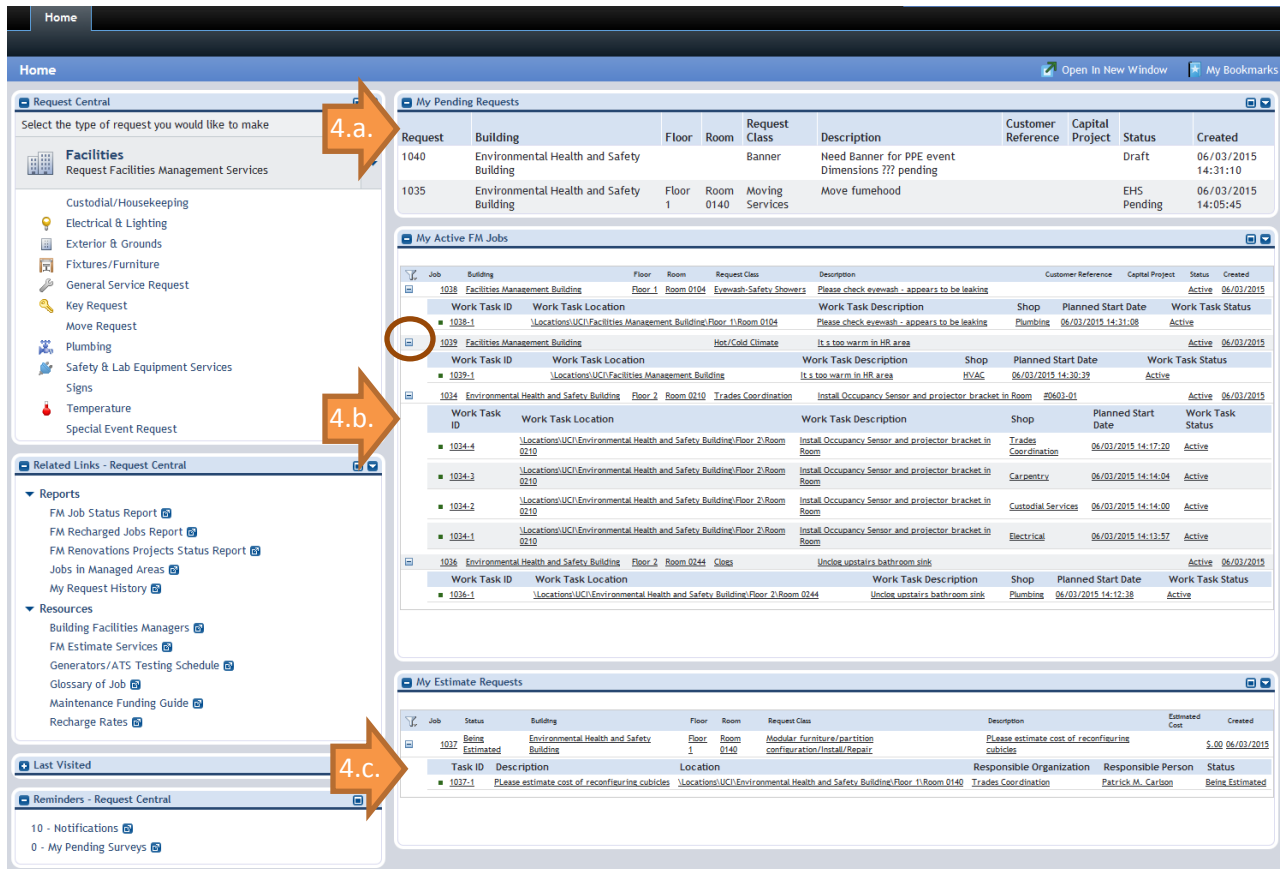 Home
Home
Open In New Window
My Bookmarks
Request Central
Select the type of request you would like to make
Facilities
Request Facilities Management Services
Custodial/Housekeeping
Electrical & Lighting
Exterior & Grounds
Fixtures/Furniture
General Service Request
Key Request
Move Request
Plumbing
Safety & Lab Equipment Services
Signs
Temperature
Special Event Request
Related Links - Request Central
Reports
FM Job Status Report
FM Recharged Jobs Report
FM Renovations Projects Status Report
Jobs in Managed Areas
My Request History
Resources
Building Facilities Managers
FM Estimate Services
Generators/ATS Testing Schedule
Glossary of Job
Maintenance Funding Guide
Recharge Rates
Last Visited
Reminders - Request Central
10 - Notifications
0 - My Pending Surveys
4.a.
My Pending Requests
Request Building Floor Room Request Class Description Customer Reference Capital Project Status Created
1040 Environmental Health and Safety Building Banner Need Banner for PPE event Dimensions ??? pending Draft 06/03/2015 14:31:10
1035 Environmental Health and Safety Building Floor 1 Room 0140 Moving Services Move fumehood EHS Pending 06/03/2015 14:05:45
4.b.
My Active FM Jobs
Job Building Floor Room Request Class Description Customer Reference Capital Project Status Created
1038 Facilities Management Building Floor 1 Room 0104 Eyewash-Safety Showers Please check eyewash - appears to be leaking Active 06/03/2015
Work Task ID Work Task Location Work Task Description Shop Planned Start Date Work Task Status
1038-1 \Locations\UCI\Facilities Management Building\Floor 1\Room 0104 Please check eyewash - appears to be leaking Plumbing 06/03/2015 14:31:08 Active
1039 Facilities Management Building Hot/Cold Climate It s too warm in HR area Active 06/03/2015
Work Task ID Work Task Location Work Task Description Shop Planned Start Date Work Task Status
1039-1 \Locations\UCI\Facilities Management Building It s too warm in HR area HVAC 06/03/2015 14:30:39 Active
1034 Environmental Health and Safety Building Floor 2 Room 0210 Trades Coordination Install Occupancy Sensor and projector bracket in Room #0603-01 Active 06/03/2015
Work Task ID Work Task Location Work Task Description Shop Planned Start Date Work Task Status
1034-4 \Locations\UCI\Environmental Health and Safety Building\Floor 2\Room 0210 Install Occupancy Sensor and projector bracket in Room Trades Coordination 06/03/2015 14:17:20 Active
1034-3 \Locations\UCI\Environmental Health and Safety Building\Floor 2\Room 0210 Install Occupancy Sensor and projector bracket in Room Carpentry 06/03/2015 14:14:04 Active
1034-2 \Locations\UCI\Environmental Health and Safety Building\Floor 2\Room 0210 Install Occupancy Sensor and projector bracket in Room Custodial Services 06/03/2015 14:14:00 Active
1034-1 \Locations\UCI\Environmental Health and Safety Building\Floor 2\Room 0210 Install Occupancy Sensor and projector bracket in Room Electrical 06/03/2015 14:13:57 Active
1036 Environmental Health and Safety Building Floor 2 Room 0244 Clogs Unclog upstairs bathroom sink Active 06/03/2015
Work Task ID Work Task Location Work Task Description Shop Planned Start Date Work Task Status
1036-1 \Locations\UCI\Environmental Health and Safety Building\Floor 2\Room 0244 Unclog upstairs bathroom sink Plumbing 06/03/2015 14:12:38 Active
4.c.
My Estimate Requests
Job Status Building Floor Room Request Class Description Estimated Cost Created
1037 Being Estimated Environmental Health and Safety Building Floor 1 Room 0140 Modular furniture/partition configuration/Install/Repair PLease estimate cost of reconfiguring cubicles $.00 06/03/2015
Task ID Description Location Responsible Organization Responsible Person Status
1037-1 PLease estimate cost of reconfiguring cubicles \Locations\UCI\Environmental Health and Safety Building\Floor 1\Room 0140 Trades Coordination Patrick M. Carlson Being Estimated